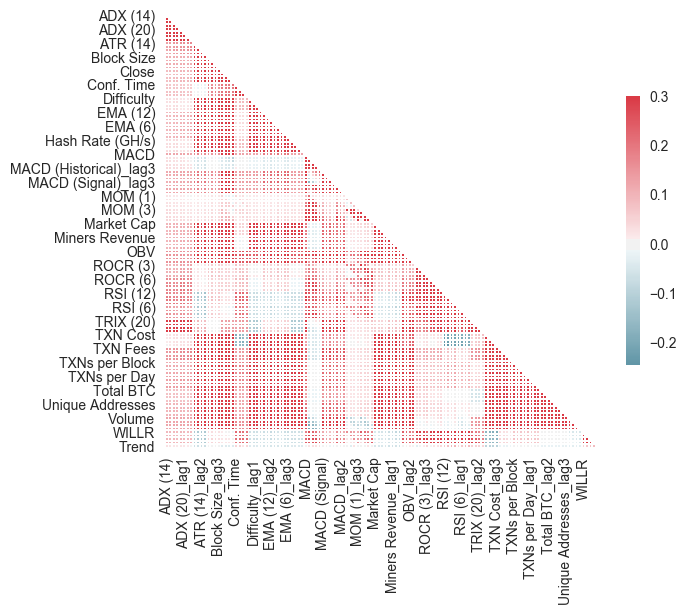 ADX (14)
ADX (20)
ATR (14)
Block Size
Close
Conf. Time
Difficulty
EMA (12)
EMA (6)
Hash Rate (GH/s)
MACD
MACD (Historical)_lag3
MACD (Signal)_lag3
MOM (1)
MOM (3)
Market Cap
Miners Revenue
OBV
ROCR (3)
ROCR (6)
RSI (12)
RSI (6)
TRIX (20)
TXN Cost
TXN Fees
TXNs per Block
TXNs per Day
Total BTC
Unique Addresses
Volume
WILLR
Trend
0.3
0.2
0.1
0.0
−0.1
−0.2
ADX (14)
ADX (20)_lag1
ATR (14)_lag2
Block Size_lag3
Conf. Time
Difficulty_lag1
EMA (12)_lag2
EMA (6)_lag3
MACD
MACD (Signal)
MACD_lag2
MOM (1)_lag3
Market Cap
Miners Revenue_lag1
OBV_lag2
ROCR (3)_lag3
RSI (12)
RSI (6)_lag1
TRIX (20)_lag2
TXN Cost_lag3
TXNs per Block
TXNs per Day_lag1
Total BTC_lag2
Unique Addresses_lag3
WILLR